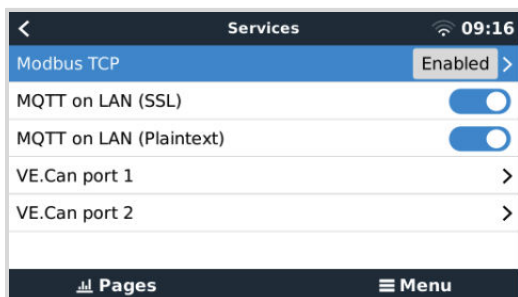 Services 09:16
Modbus TCP Enabled
MQTT on LAN (SSL)
MQTT on LAN (Plaintext)
VE.Can port 1
VE.Can port 2
Pages Menu